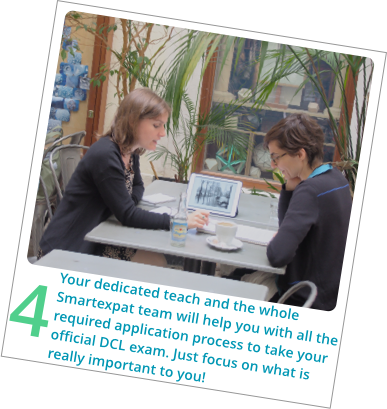 4
Your dedicated teach and the whole
Smartexpat team will help you with all the
required application process to take your
official DCL exam. Just focus on what is
really important to you!